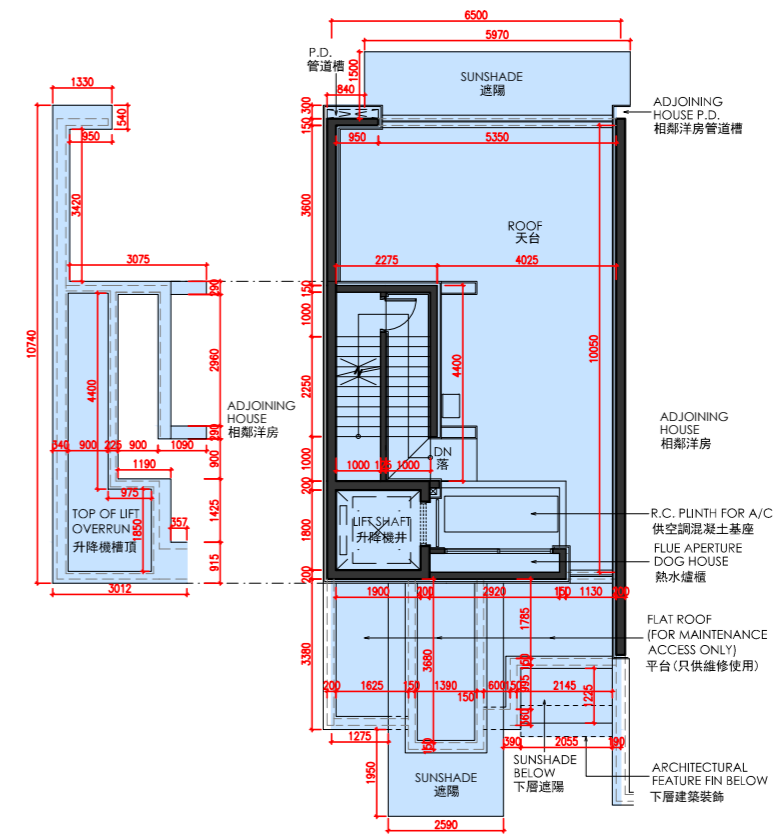 6500
5970
P.D.
管道槽
1500
SUNSHADE
遮陽
1330
840
540
300
150
ADJOINING
HOUSE P.D.
相鄰洋房管道槽
950
950
5350
3420
3600
ROOF
天台
3075
2275
4025
290
150
1000
10740
2960
4400
2250
4400
10050
ADJOINING
HOUSE
相鄰洋房
ADJOINING
HOUSE
相鄰洋房
290
340
900
225
900
1090
900
1000
DN
落
1190
1000
1000
975
200
TOP OF LIFT
OVERRUN
升降機槽頂
1850
357
1425
1800
LIFT SHAFT
升降機井
R.C. PLINTH FOR A/C
供空調混凝土基座
FLUE APERTURE
DOG HOUSE
熱水爐櫃
915
200
3012
1900
200
2920
150
1130
200
1785
3380
3680
FLAT ROOF
(FOR MAINTENANCE
ACCESS ONLY)
平台(只供維修使用)
150
200
1625
150
1390
150
600
150
995
2145
1225
360
1275
150
390
2055
190
1950
SUNSHADE
遮陽
SUNSHADE
BELOW
下層遮陽
ARCHITECTURAL
FEATURE FIN BELOW
下層建築裝飾
2590